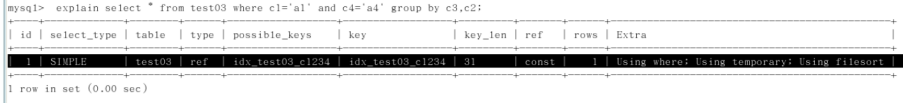 mysql> explain select * from test03 where c1='a1' and c4='a4' group by c3,c2;
| id | select_type | table | type | possible_keys | key | key_len | ref | rows | Extra |
| 1 | SIMPLE | test03 | ref | idx_test03_c1234 | idx_test03_c1234 | 31 | const | 1 | Using where; Using temporary; Using filesort |
1 row in set (0.00 sec)